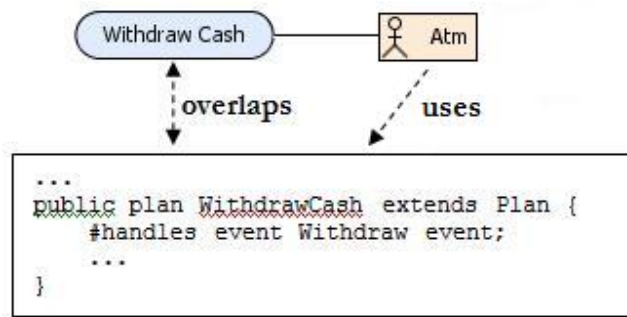 Withdraw Cash
Atm
overlaps
uses
...
public plan WithdrawCash extends Plan {
#handles event Withdraw event;
...
}